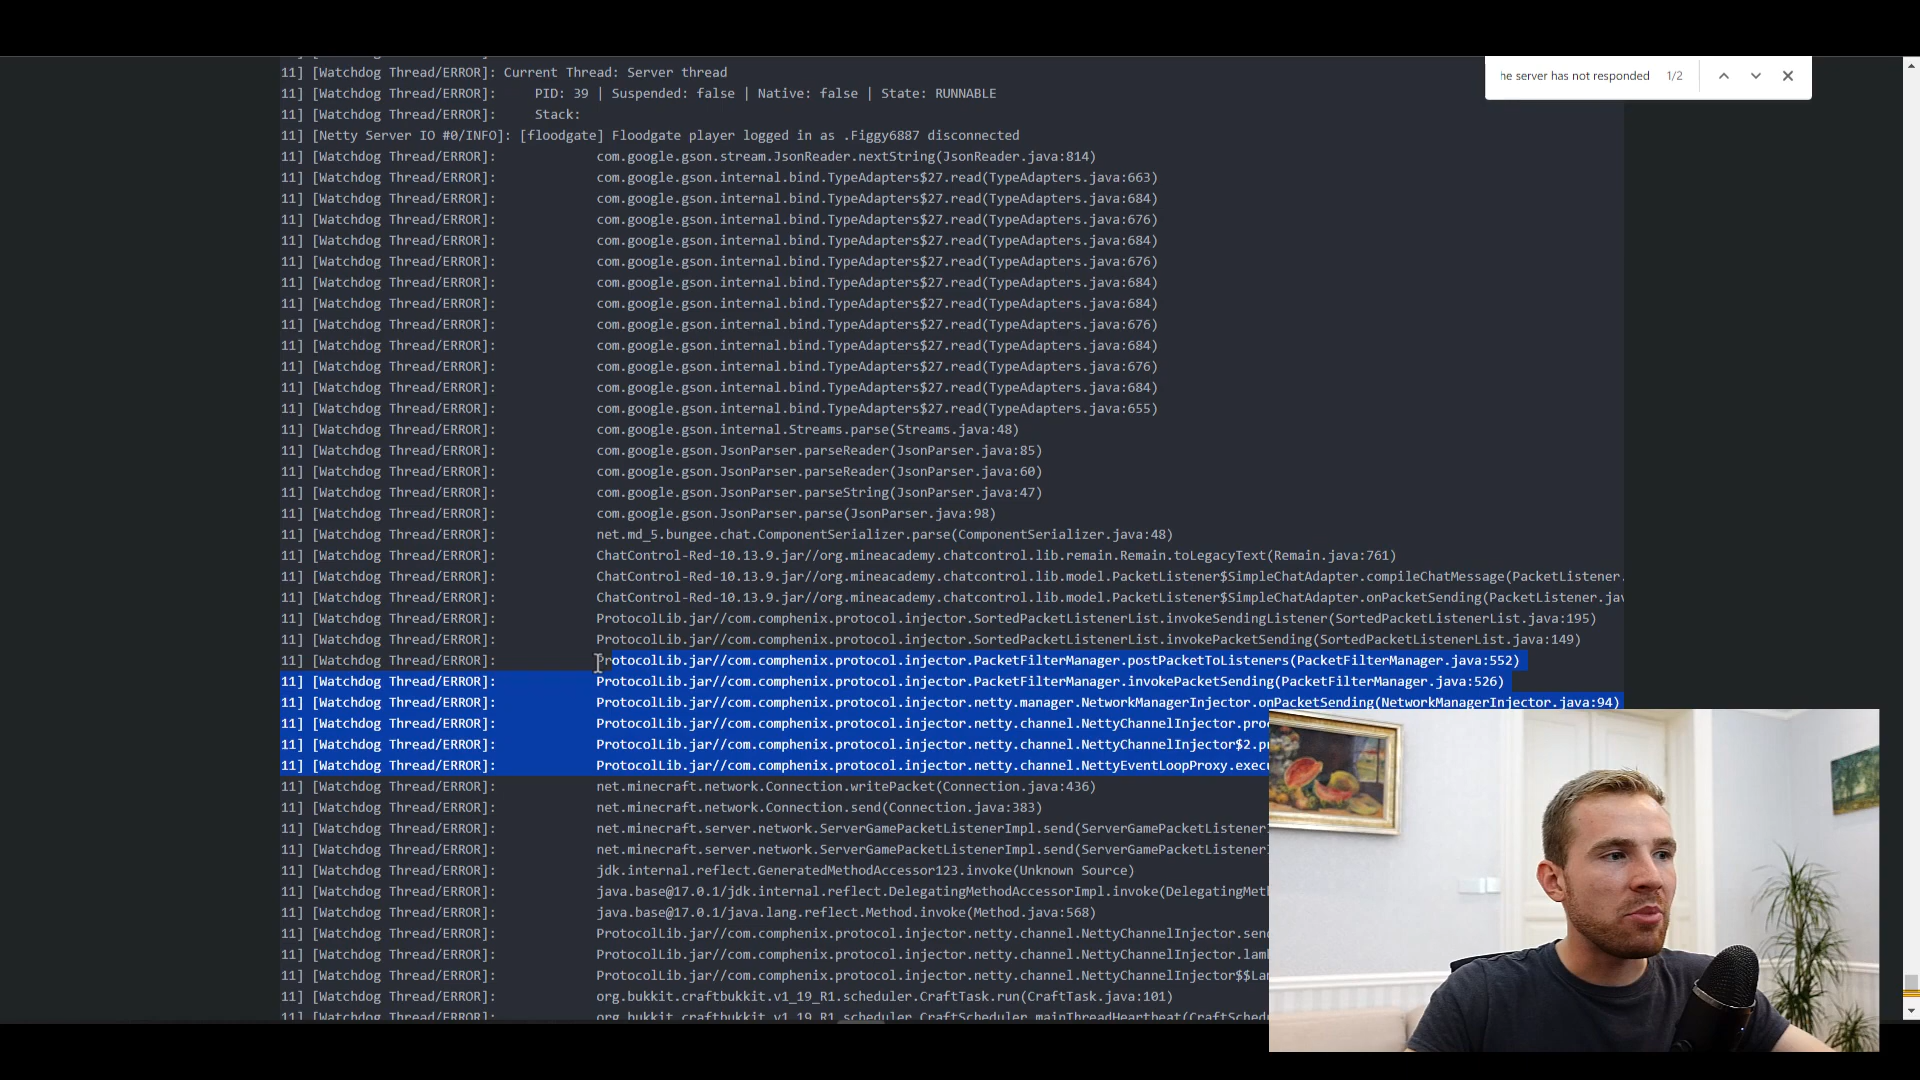 he server has not responded 1/2
11] [Watchdog Thread/ERROR]: Current Thread: Server thread
11] [Watchdog Thread/ERROR]: PID: 39 | Suspended: false | Native: false | State: RUNNABLE
11] [Watchdog Thread/ERROR]: Stack:
11] [Netty Server IO #0/INFO]: [floodgate] Floodgate player logged in as .Figgy6887 disconnected
11] [Watchdog Thread/ERROR]: com.google.gson.stream.JsonReader.nextString(JsonReader.java:814)
11] [Watchdog Thread/ERROR]: com.google.gson.internal.bind.TypeAdapters$27.read(TypeAdapters.java:663)
11] [Watchdog Thread/ERROR]: com.google.gson.internal.bind.TypeAdapters$27.read(TypeAdapters.java:684)
11] [Watchdog Thread/ERROR]: com.google.gson.internal.bind.TypeAdapters$27.read(TypeAdapters.java:676)
11] [Watchdog Thread/ERROR]: com.google.gson.internal.bind.TypeAdapters$27.read(TypeAdapters.java:684)
11] [Watchdog Thread/ERROR]: com.google.gson.internal.bind.TypeAdapters$27.read(TypeAdapters.java:676)
11] [Watchdog Thread/ERROR]: com.google.gson.internal.bind.TypeAdapters$27.read(TypeAdapters.java:684)
11] [Watchdog Thread/ERROR]: com.google.gson.internal.bind.TypeAdapters$27.read(TypeAdapters.java:684)
11] [Watchdog Thread/ERROR]: com.google.gson.internal.bind.TypeAdapters$27.read(TypeAdapters.java:676)
11] [Watchdog Thread/ERROR]: com.google.gson.internal.bind.TypeAdapters$27.read(TypeAdapters.java:684)
11] [Watchdog Thread/ERROR]: com.google.gson.internal.bind.TypeAdapters$27.read(TypeAdapters.java:676)
11] [Watchdog Thread/ERROR]: com.google.gson.internal.bind.TypeAdapters$27.read(TypeAdapters.java:684)
11] [Watchdog Thread/ERROR]: com.google.gson.internal.bind.TypeAdapters$27.read(TypeAdapters.java:655)
11] [Watchdog Thread/ERROR]: com.google.gson.internal.Streams.parse(Streams.java:48)
11] [Watchdog Thread/ERROR]: com.google.gson.JsonParser.parseReader(JsonParser.java:85)
11] [Watchdog Thread/ERROR]: com.google.gson.JsonParser.parseReader(JsonParser.java:60)
11] [Watchdog Thread/ERROR]: com.google.gson.JsonParser.parseString(JsonParser.java:47)
11] [Watchdog Thread/ERROR]: com.google.gson.JsonParser.parse(JsonParser.java:98)
11] [Watchdog Thread/ERROR]: net.md_5.bungee.chat.ComponentSerializer.parse(ComponentSerializer.java:48)
11] [Watchdog Thread/ERROR]: ChatControl-Red-10.13.9.jar//org.mineacademy.chatcontrol.lib.remain.Remain.toLegacyText(Remain.java:761)
11] [Watchdog Thread/ERROR]: ChatControl-Red-10.13.9.jar//org.mineacademy.chatcontrol.lib.model.PacketListener$SimpleChatAdapter.compileChatMessage(PacketListener.
11] [Watchdog Thread/ERROR]: ChatControl-Red-10.13.9.jar//org.mineacademy.chatcontrol.lib.model.PacketListener$SimpleChatAdapter.onPacketSending(PacketListener.jav
11] [Watchdog Thread/ERROR]: ProtocolLib.jar//com.comphenix.protocol.injector.SortedPacketListenerList.invokeSendingListener(SortedPacketListenerList.java:195)
11] [Watchdog Thread/ERROR]: ProtocolLib.jar//com.comphenix.protocol.injector.SortedPacketListenerList.invokePacketSending(SortedPacketListenerList.java:149)
11] [Watchdog Thread/ERROR]: ProtocolLib.jar//com.comphenix.protocol.injector.PacketFilterManager.postPacketToListeners(PacketFilterManager.java:552)
11] [Watchdog Thread/ERROR]: ProtocolLib.jar//com.comphenix.protocol.injector.PacketFilterManager.invokePacketSending(PacketFilterManager.java:526)
11] [Watchdog Thread/ERROR]: ProtocolLib.jar//com.comphenix.protocol.injector.netty.manager.NetworkManagerInjector.onPacketSending(NetworkManagerInjector.java:94)
11] [Watchdog Thread/ERROR]: ProtocolLib.jar//com.comphenix.protocol.injector.netty.channel.NettyChannelInjector.pro
11] [Watchdog Thread/ERROR]: ProtocolLib.jar//com.comphenix.protocol.injector.netty.channel.NettyChannelInjector$2.p
11] [Watchdog Thread/ERROR]: ProtocolLib.jar//com.comphenix.protocol.injector.netty.channel.NettyEventLoopProxy.exec
11] [Watchdog Thread/ERROR]: net.minecraft.network.Connection.writePacket(Connection.java:436)
11] [Watchdog Thread/ERROR]: net.minecraft.network.Connection.send(Connection.java:383)
11] [Watchdog Thread/ERROR]: net.minecraft.server.network.ServerGamePacketListenerImpl.send(ServerGamePacketListener
11] [Watchdog Thread/ERROR]: net.minecraft.server.network.ServerGamePacketListenerImpl.send(ServerGamePacketListener
11] [Watchdog Thread/ERROR]: jdk.internal.reflect.GeneratedMethodAccessor123.invoke(Unknown Source)
11] [Watchdog Thread/ERROR]: java.base@17.0.1/jdk.internal.reflect.DelegatingMethodAccessorImpl.invoke(DelegatingMet
11] [Watchdog Thread/ERROR]: java.base@17.0.1/java.lang.reflect.Method.invoke(Method.java:568)
11] [Watchdog Thread/ERROR]: ProtocolLib.jar//com.comphenix.protocol.injector.netty.channel.NettyChannelInjector.sen
11] [Watchdog Thread/ERROR]: ProtocolLib.jar//com.comphenix.protocol.injector.netty.channel.NettyChannelInjector.lam
11] [Watchdog Thread/ERROR]: ProtocolLib.jar//com.comphenix.protocol.injector.netty.channel.NettyChannelInjector$$La
11] [Watchdog Thread/ERROR]: org.bukkit.craftbukkit.v1_19_R1.scheduler.CraftTask.run(CraftTask.java:101)
11] [Watchdog Thread/ERROR]: org.bukkit.craftbukkit.v1_19_R1.scheduler.CraftScheduler.mainThreadHeartbeat(CraftSched